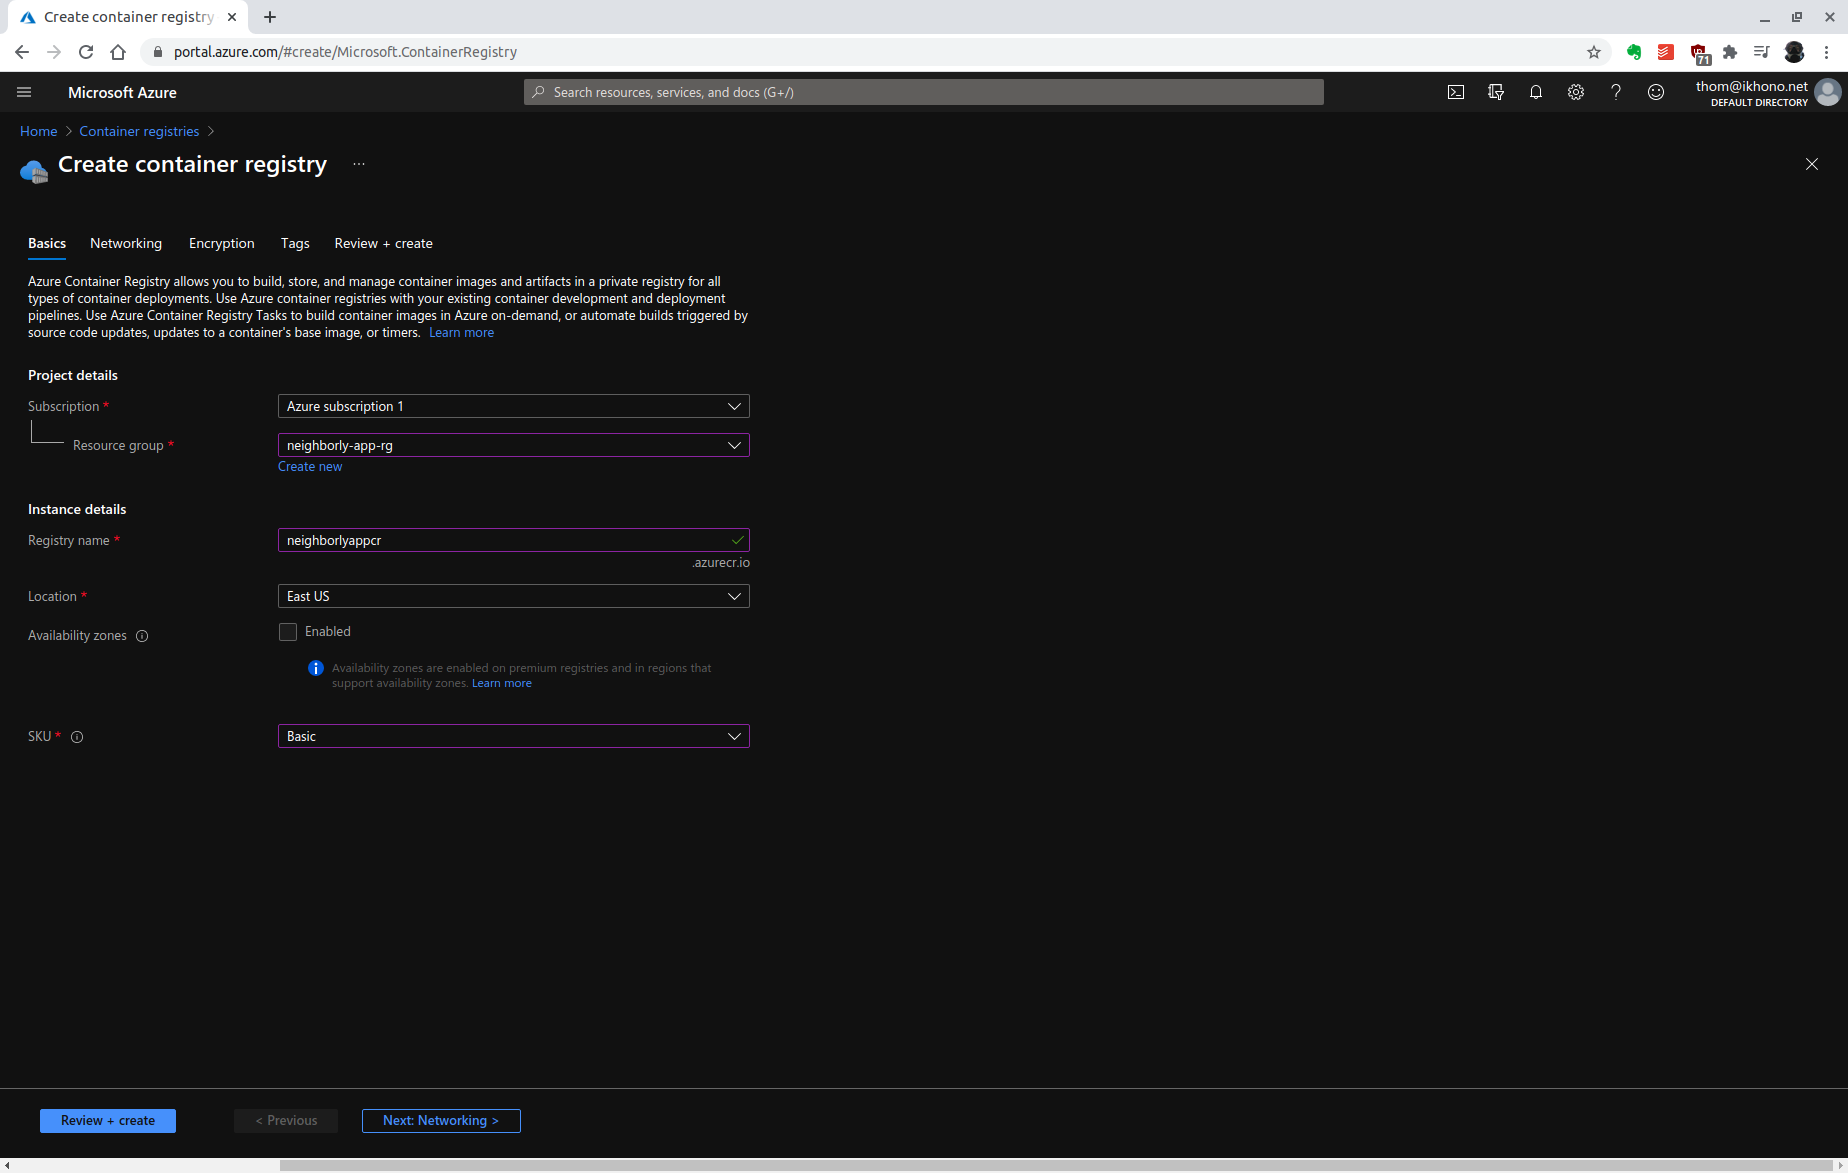 Create container registry
portal.azure.com/#create/Microsoft.ContainerRegistry
71
Microsoft Azure
Search resources, services, and docs (G+/)
thom@ikhono.net
DEFAULT DIRECTORY
Home > Container registries >
Create container registry ...
Basics Networking Encryption Tags Review + create
Azure Container Registry allows you to build, store, and manage container images and artifacts in a private registry for all
types of container deployments. Use Azure container registries with your existing container development and deployment
pipelines. Use Azure Container Registry Tasks to build container images in Azure on-demand, or automate builds triggered by
source code updates, updates to a container's base image, or timers. Learn more
Project details
Subscription * Azure subscription 1
Resource group * neighborly-app-rg
Create new
Instance details
Registry name * neighborlyappcr
.azurecr.io
Location * East US
Availability zones Enabled
Availability zones are enabled on premium registries and in regions that
support availability zones. Learn more
SKU * Basic
Review + create < Previous Next: Networking >